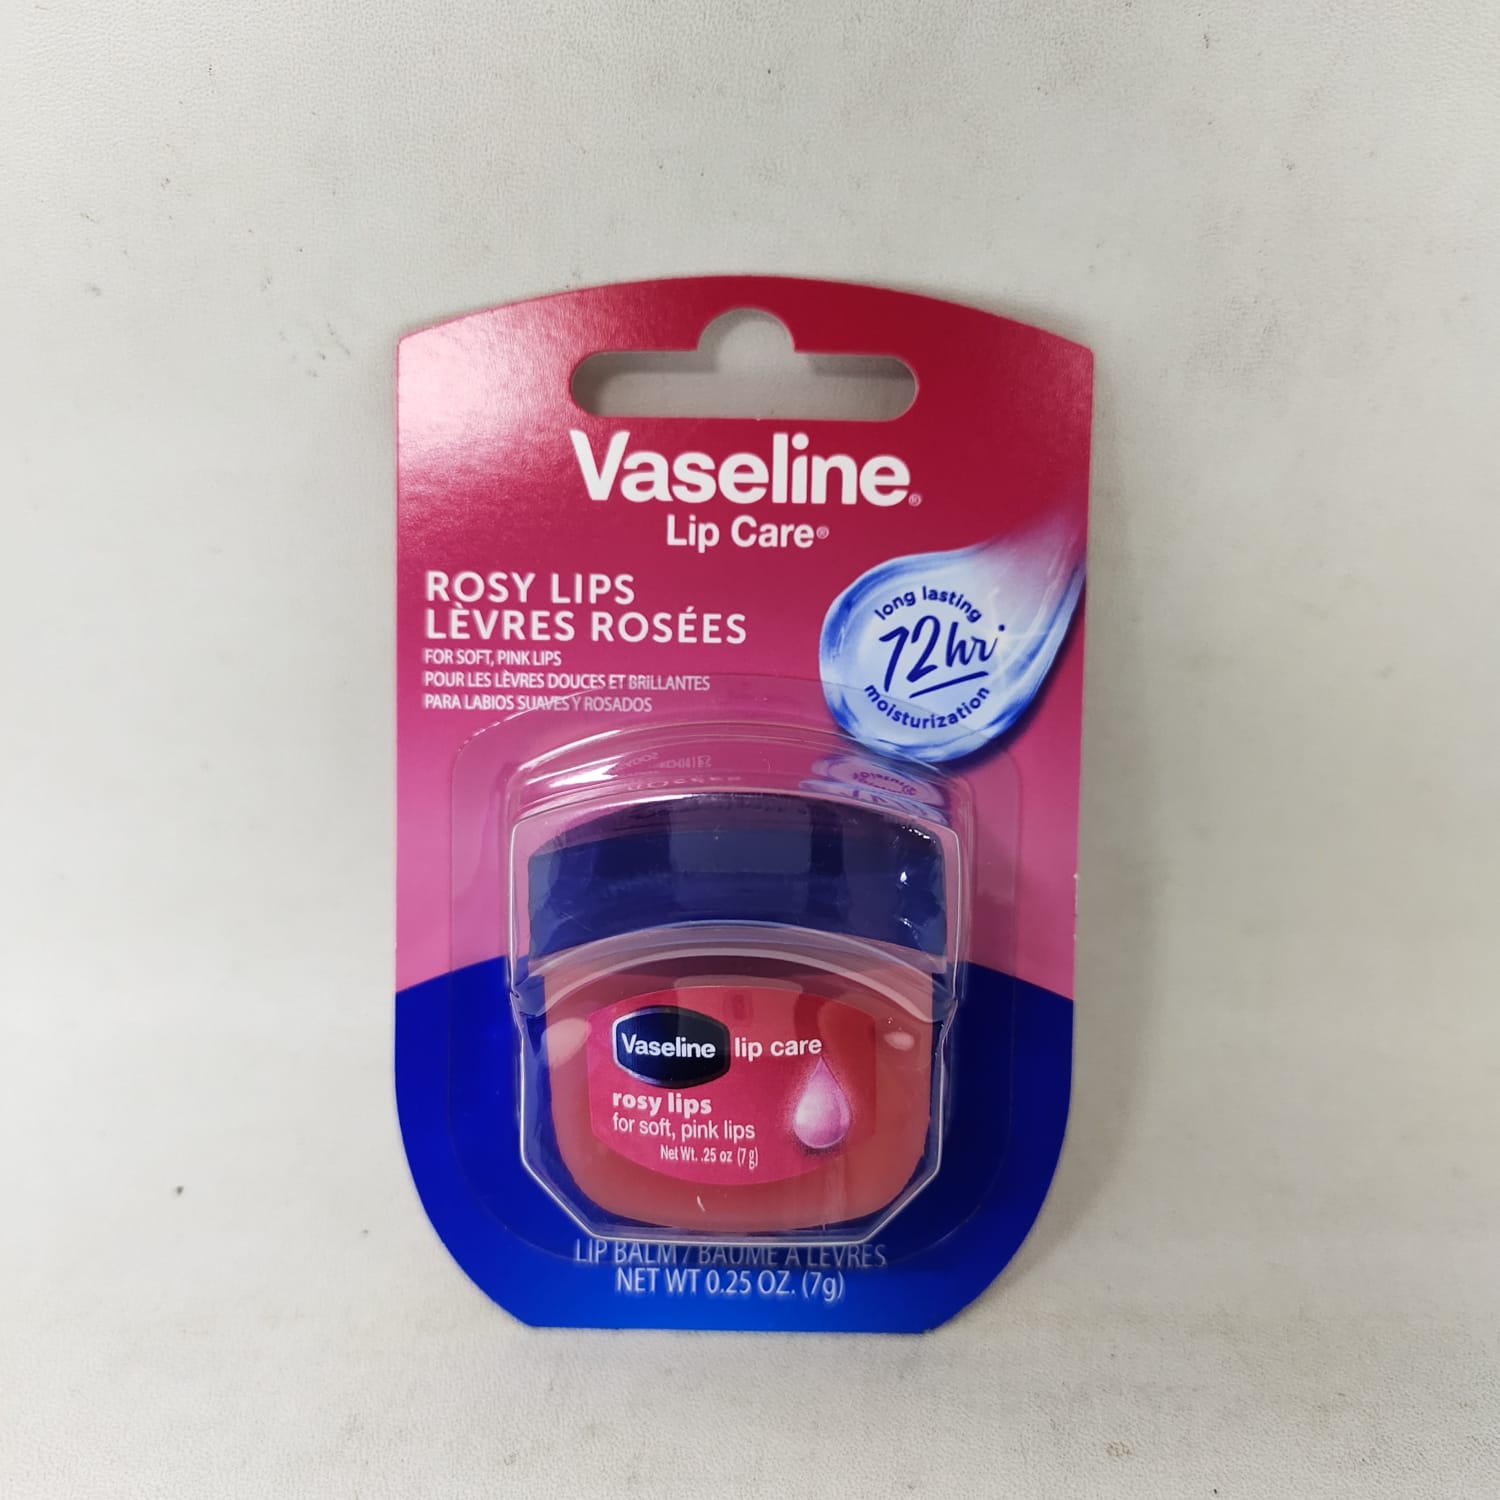 Vaseline®
Lip Care®
ROSY LIPS
LÈVRES ROSÉES
FOR SOFT, PINK LIPS
POUR LES LÈVRES DOUCES ET BRILLANTES
PARA LABIOS SUAVES Y ROSADOS
long lasting
72hr
moisturization
Vaseline lip care
rosy lips
for soft, pink lips
Net Wt. .25 oz (7 g)
LIP BALM / BAUME À LÈVRES
NET WT 0.25 OZ. (7g)